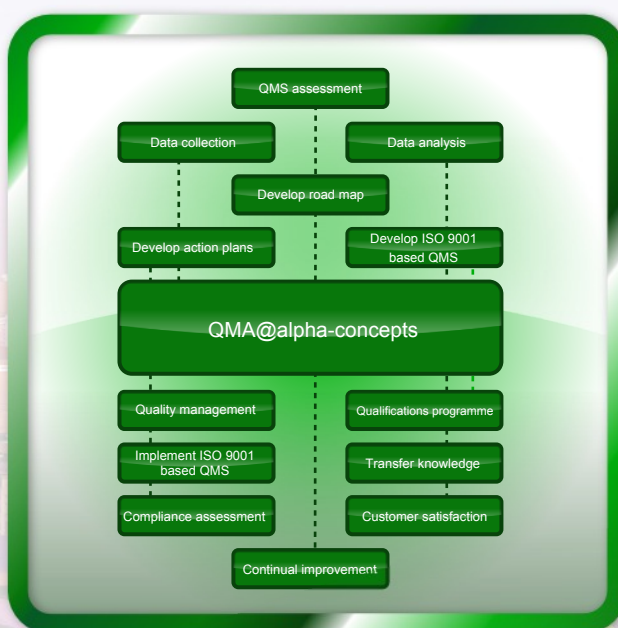 QMS assessment
Data collection
Data analysis
Develop road map
Develop action plans
Develop ISO 9001
based QMS
QMA@alpha-concepts
Quality management
Qualifications programme
Implement ISO 9001
based QMS
Transfer knowledge
Compliance assessment
Customer satisfaction
Continual improvement